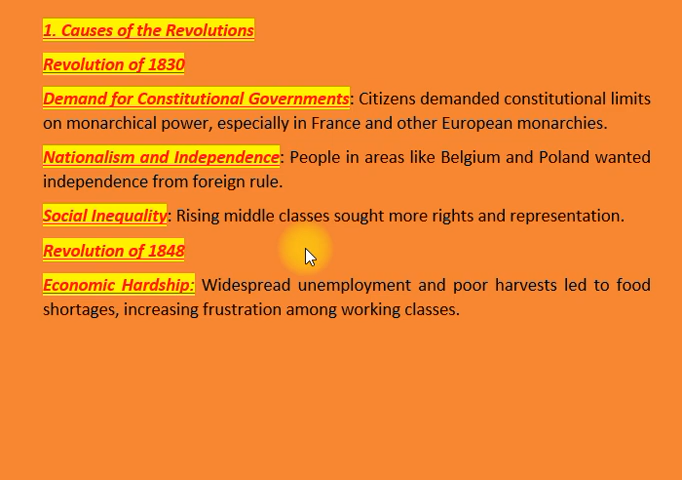 1. Causes of the Revolutions
Revolution of 1830
Demand for Constitutional Governments: Citizens demanded constitutional limits
on monarchical power, especially in France and other European monarchies.
Nationalism and Independence: People in areas like Belgium and Poland wanted
independence from foreign rule.
Social Inequality: Rising middle classes sought more rights and representation.
Revolution of 1848
Economic Hardship: Widespread unemployment and poor harvests led to food
shortages, increasing frustration among working classes.